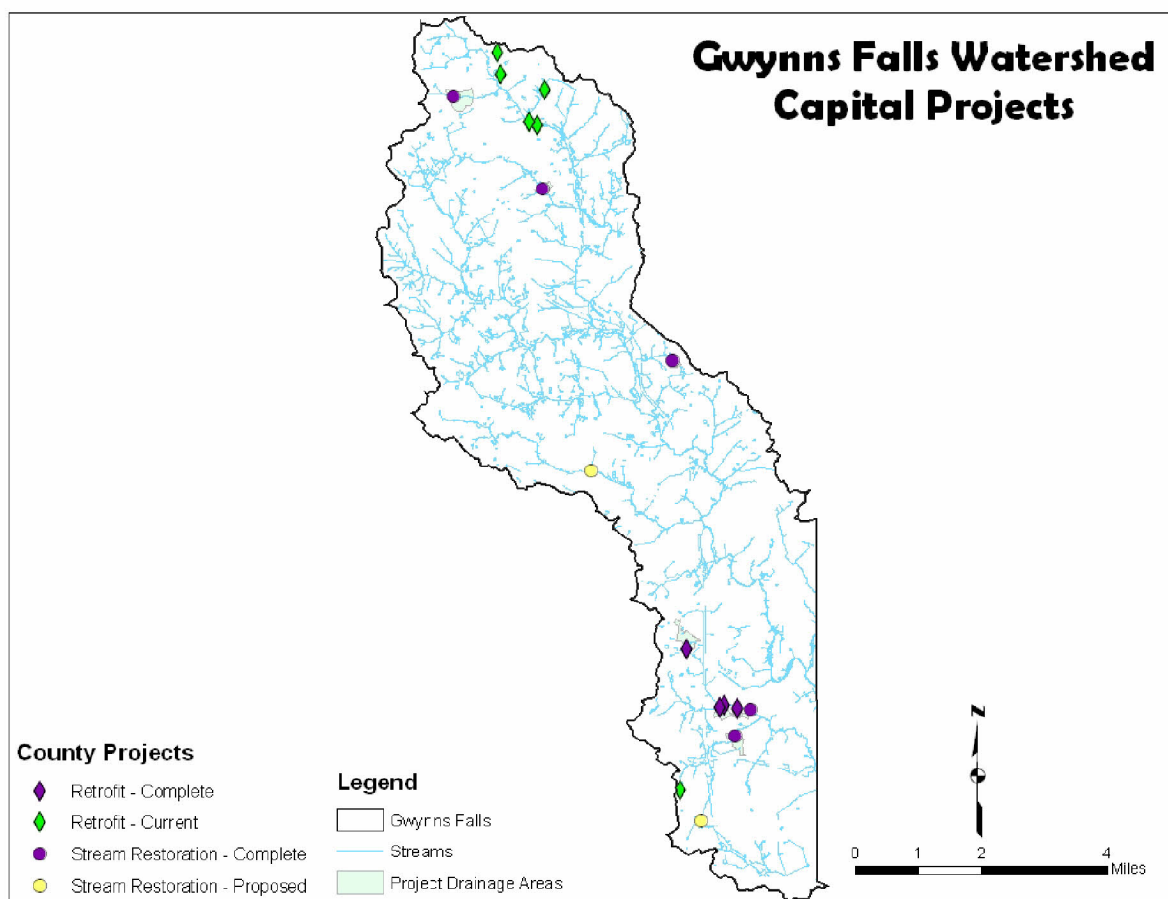 Gwynns Falls Watershed
Capital Projects
County Projects
Retrofit - Complete
Retrofit - Current
Stream Restoration - Complete
Stream Restoration - Proposed
Legend
Gwynns Falls
Streams
Project Drainage Areas
N
0 1 2 4
Miles